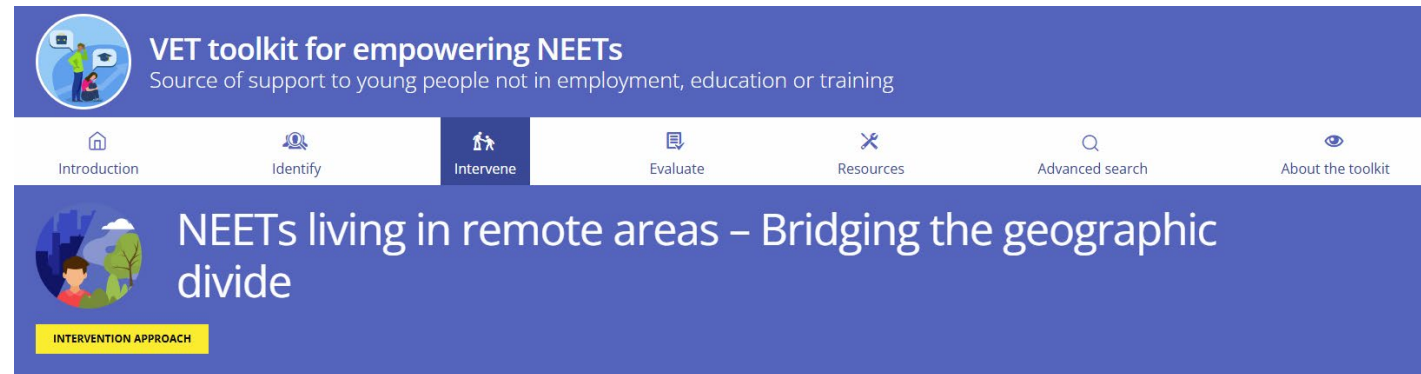 VET toolkit for empowering NEETs
Source of support to young people not in employment, education or training
Introduction
Identify
Intervene
Evaluate
Resources
Advanced search
About the toolkit
NEETs living in remote areas – Bridging the geographic
divide
INTERVENTION APPROACH